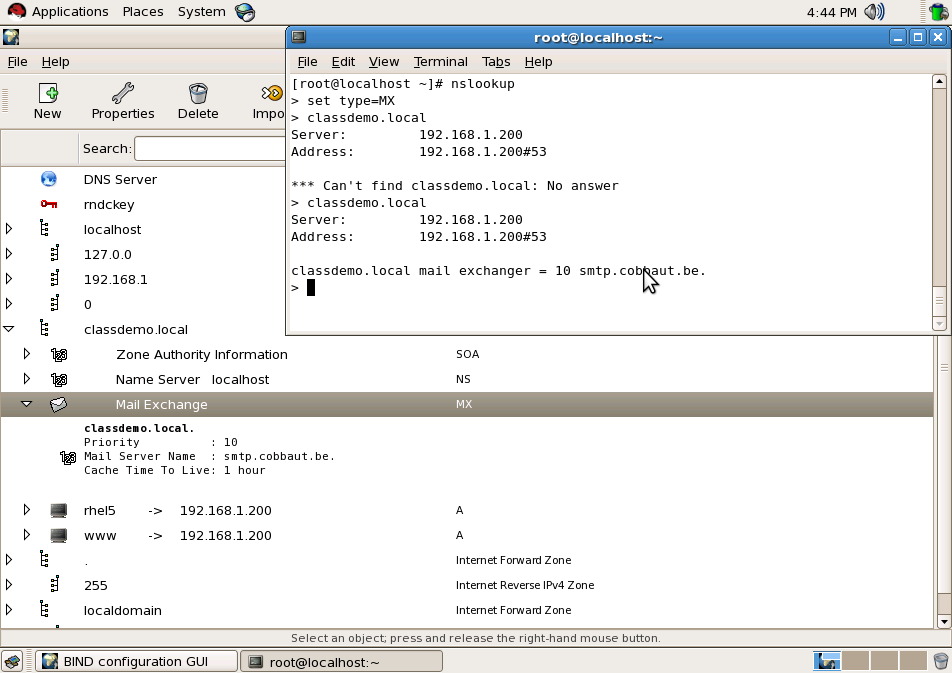 Applications Places System 4:44 PM
root@localhost:~
File Help
File Edit View Terminal Tabs Help
New Properties Delete Impo
Search:
[root@localhost ~]# nslookup
> set type=MX
> classdemo.local
Server: 192.168.1.200
Address: 192.168.1.200#53
*** Can't find classdemo.local: No answer
> classdemo.local
Server: 192.168.1.200
Address: 192.168.1.200#53
classdemo.local mail exchanger = 10 smtp.cobbaut.be.
>
DNS Server
rndckey
localhost
127.0.0
192.168.1
0
classdemo.local
Zone Authority Information SOA
Name Server localhost NS
Mail Exchange MX
classdemo.local.
Priority : 10
Mail Server Name : smtp.cobbaut.be.
Cache Time To Live: 1 hour
rhel5 -> 192.168.1.200 A
www -> 192.168.1.200 A
. Internet Forward Zone
255 Internet Reverse IPv4 Zone
localdomain Internet Forward Zone
Select an object; press and release the right-hand mouse button.
BIND configuration GUI root@localhost:~